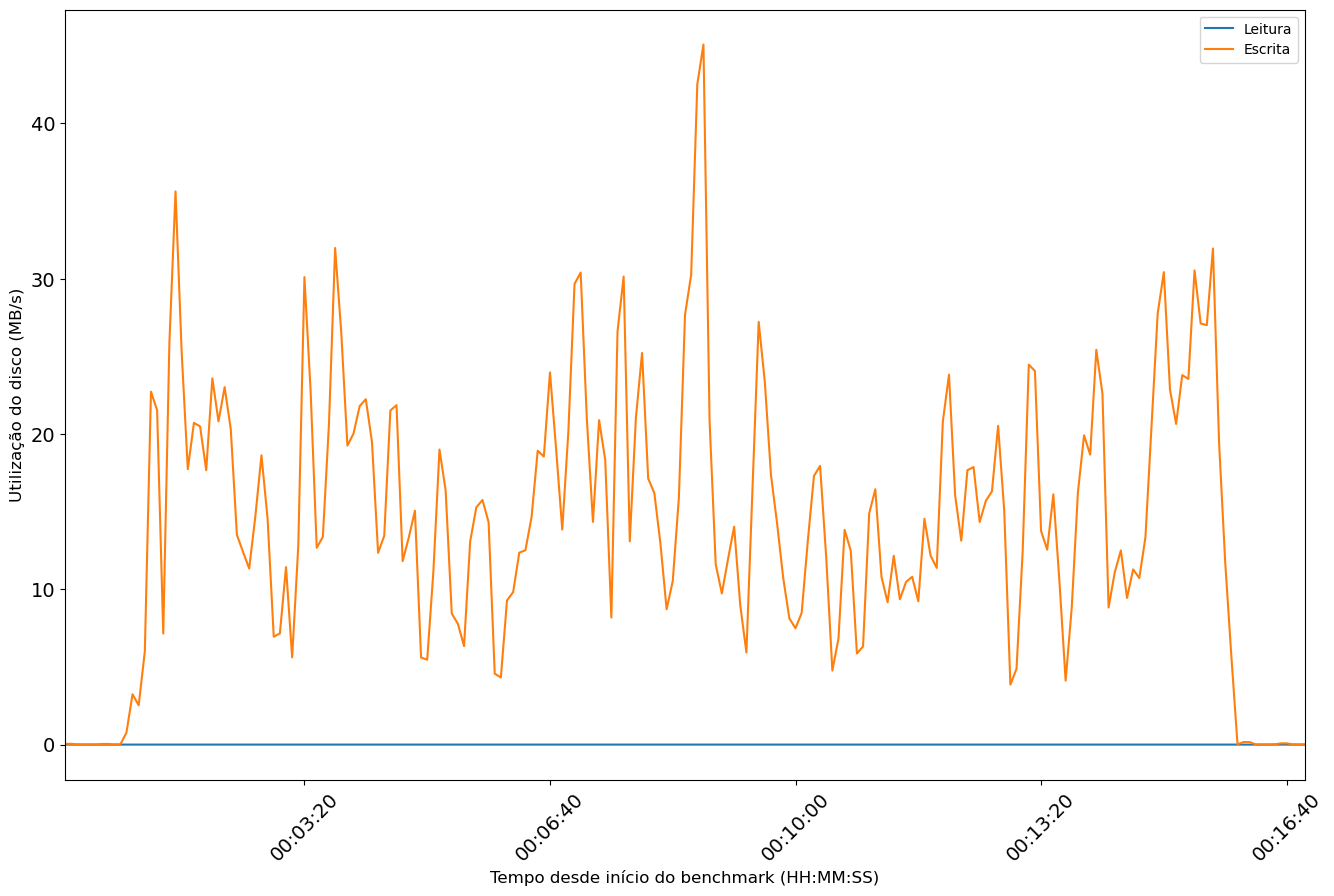 Leitura
Escrita
Utilização do disco (MB/s)
40
30
20
10
0
00:03:20
00:06:40
00:10:00
00:13:20
00:16:40
Tempo desde início do benchmark (HH:MM:SS)